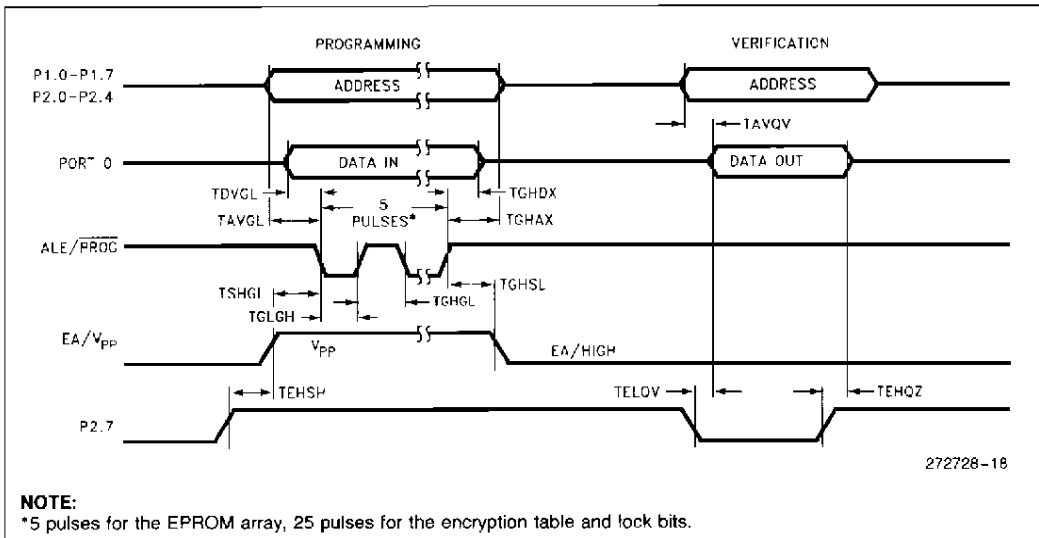 PROGRAMMING
VERIFICATION
P1.0–P1.7
P2.0–P2.4
ADDRESS
ADDRESS
TAVQV
PORT 0
DATA IN
DATA OUT
TDVGL
TGHDX
5
PULSES*
TAVGL
TGHAX
ALE/PROG
TSHGL
TGHSL
TGHGL
TGLGH
EA/VPP
VPP
EA/HIGH
TEHSH
TELQV
TEHQZ
P2.7
272728–18
NOTE:
*5 pulses for the EPROM array, 25 pulses for the encryption table and lock bits.